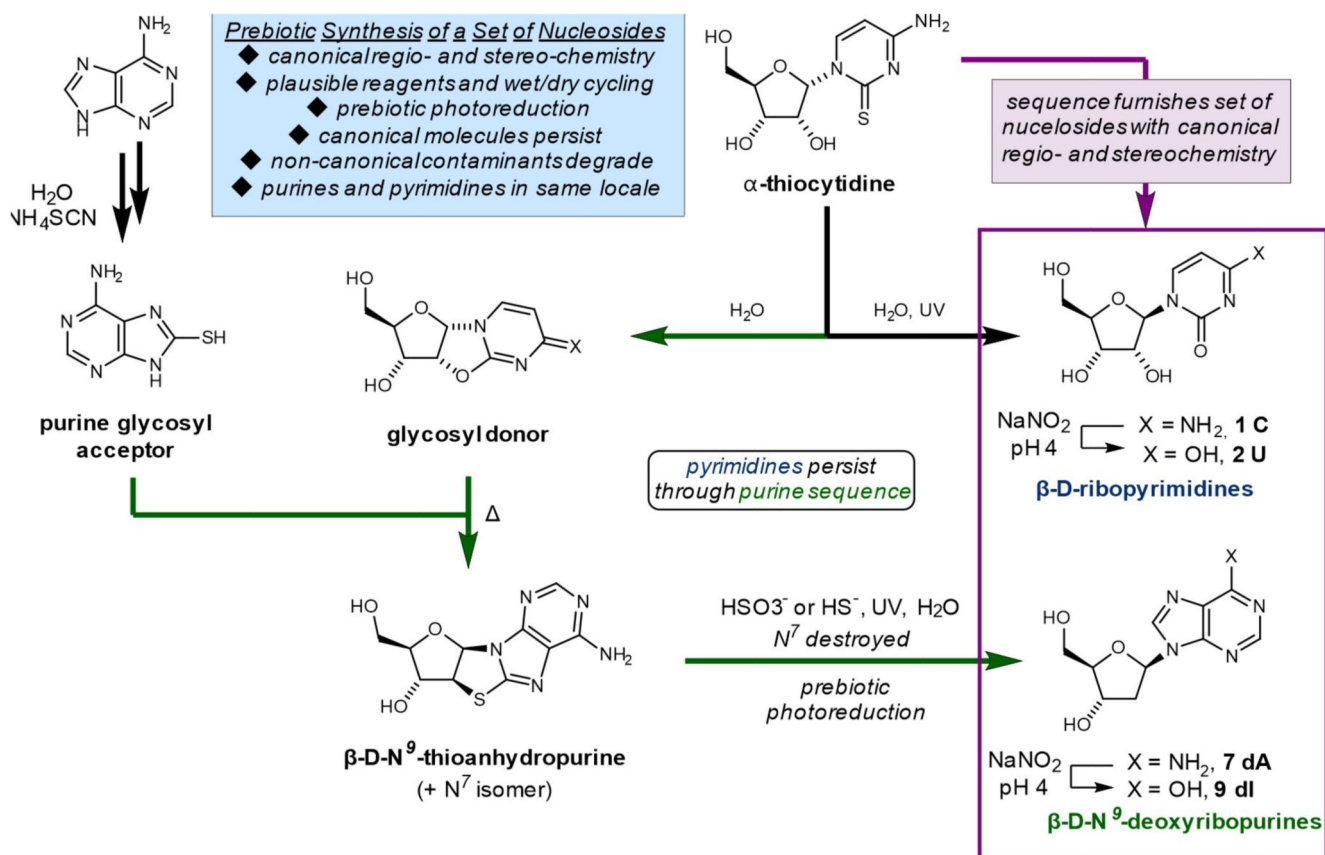 Prebiotic Synthesis of a Set of Nucleosides
◆ canonical regio- and stereo-chemistry
◆ plausible reagents and wet/dry cycling
◆ prebiotic photoreduction
◆ canonical molecules persist
◆ non-canonical contaminants degrade
◆ purines and pyrimidines in same locale
NH₂
N
N
N
H
N
H₂O
NH₄SCN
HO
O
N
NH₂
N
S
HO
OH
α-thiocytidine
sequence furnishes set of
nucelosides with canonical
regio- and stereochemistry
NH₂
N
N
N
N
H
SH
purine glycosyl
acceptor
HO
O
N
X
N
O
HO
glycosyl donor
H₂O
H₂O, UV
HO
O
N
X
N
O
HO
OH
NaNO₂
pH 4
X = NH₂, 1 C
X = OH, 2 U
β-D-ribopyrimidines
pyrimidines persist
through purine sequence
Δ
HO
O
N
N
N
NH₂
N
S
HO
β-D-N⁹-thioanhydropurine
(+ N⁷ isomer)
HSO3⁻ or HS⁻, UV, H₂O
N⁷ destroyed
prebiotic
photoreduction
X
N
N
N
N
HO
O
HO
NaNO₂
pH 4
X = NH₂, 7 dA
X = OH, 9 dI
β-D-N⁹-deoxyribopurines